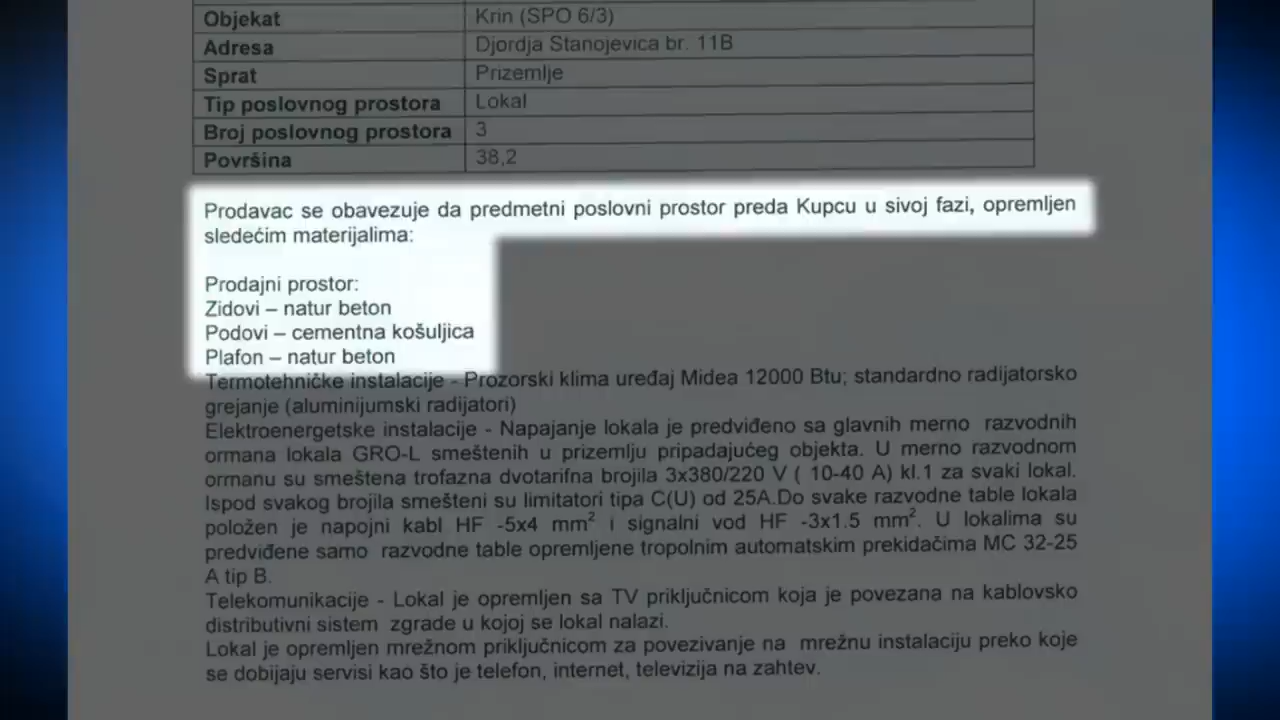 Objekat Krin (SPO 6/3)
Adresa Djordja Stanojevica br. 11B
Sprat Prizemlje
Tip poslovnog prostora Lokal
Broj poslovnog prostora 3
Površina 38,2
Prodavac se obavezuje da predmetni poslovni prostor preda Kupcu u sivoj fazi, opremljen
sledećim materijalima:
Prodajni prostor:
Zidovi – natur beton
Podovi – cementna košuljica
Plafon – natur beton
Termotehničke instalacije - Prozorski klima uređaj Midea 12000 Btu; standardno radijatorsko
grejanje (aluminijumski radijatori)
Elektroenergetske instalacije - Napajanje lokala je predviđeno sa glavnih merno razvodnih
ormana lokala GRO-L smeštenih u prizemlju pripadajućeg objekta. U merno razvodnom
ormanu su smeštena trofazna dvotarifna brojila 3x380/220 V ( 10-40 A) kl.1 za svaki lokal.
Ispod svakog brojila smešteni su limitatori tipa C(U) od 25A.Do svake razvodne table lokala
položen je napojni kabl HF -5x4 mm² i signalni vod HF -3x1.5 mm². U lokalima su
predviđene samo razvodne table opremljene tropolnim automatskim prekidačima MC 32-25
A tip B.
Telekomunikacije - Lokal je opremljen sa TV priključnicom koja je povezana na kablovsko
distributivni sistem zgrade u kojoj se lokal nalazi.
Lokal je opremljen mrežnom priključnicom za povezivanje na mrežnu instalaciju preko koje
se dobijaju servisi kao što je telefon, internet, televizija na zahtev.